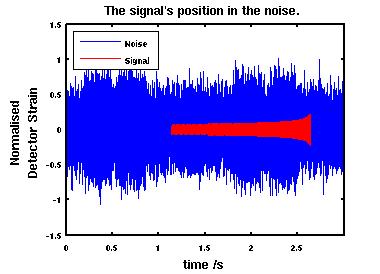 The signal's position in the noise.
Normalised
Detector Strain
1.5
1
0.5
0
-0.5
-1
-1.5
Noise
Signal
0
0.5
1
1.5
2
2.5
time /s